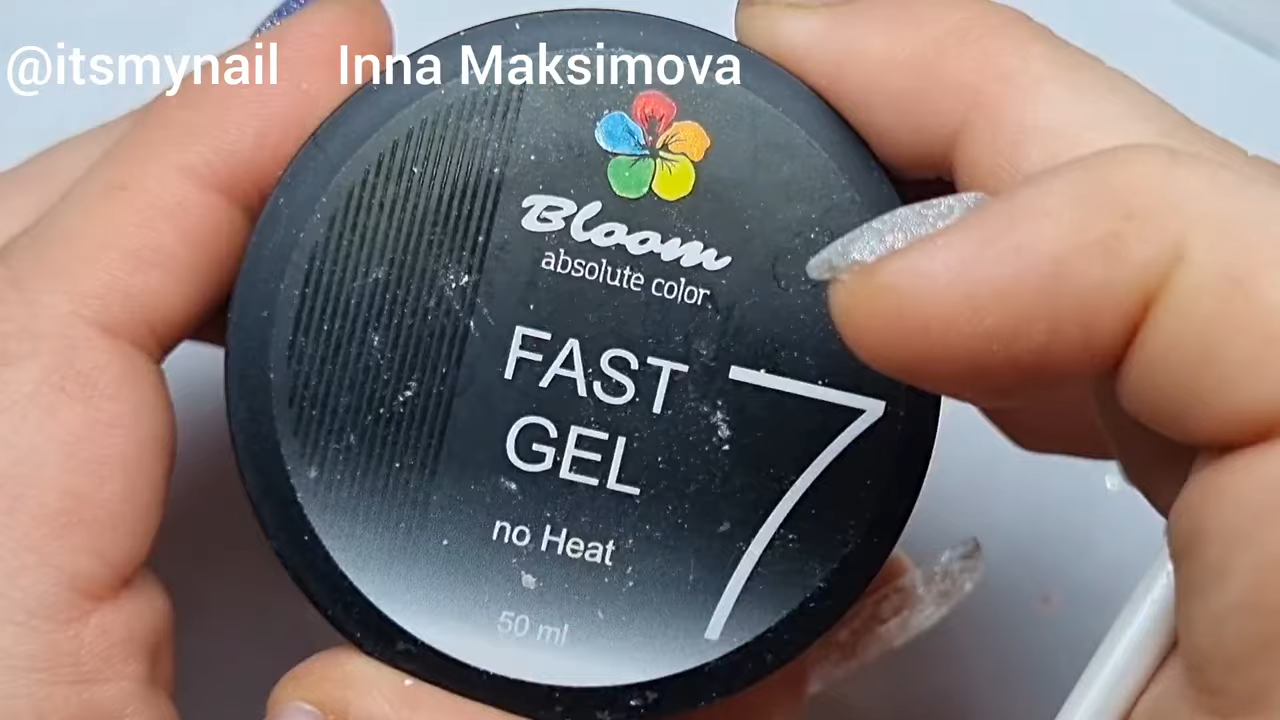 @itsmynail Inna Maksimova
Bloom
absolute color
FAST
GEL
7
no Heat
50 ml